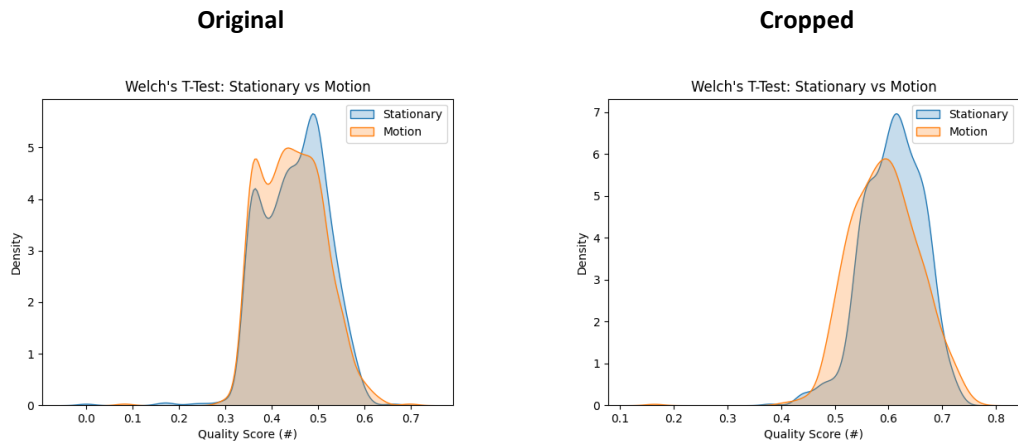 Original
Cropped
Welch's T-Test: Stationary vs Motion
Stationary
Motion
Density
5
4
3
2
1
0
0.0 0.1 0.2 0.3 0.4 0.5 0.6 0.7
Quality Score (#)
Welch's T-Test: Stationary vs Motion
Stationary
Motion
Density
7
6
5
4
3
2
1
0
0.1 0.2 0.3 0.4 0.5 0.6 0.7 0.8
Quality Score (#)